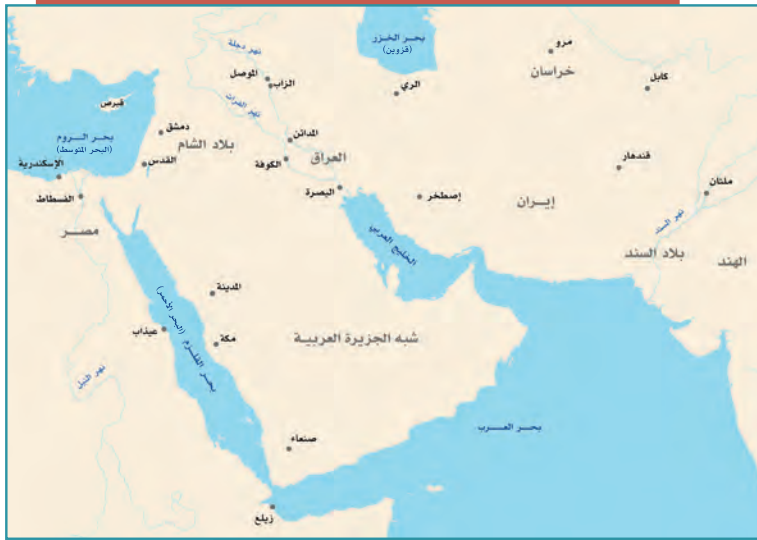 بحر الخزر
(قزوين)
مرو
خراسان
كابل
نهر دجلة
الموصل
الزاب
الري
نهر الفرات
قبرص
بحر الروم
(البحر المتوسط)
دمشق
بلاد الشام
المدائن
العراق
الكوفة
القدس
الإسكندرية
الفسطاط
مصر
البصرة
إصطخر
إيران
قندهار
ملتان
نهر السند
بلاد السند
الهند
الخليج العربي
المدينة
مكة
عيذاب
بحر القلزم (البحر الأحمر)
شبه الجزيرة العربية
نهر النيل
صنعاء
بحر العرب
زيلع